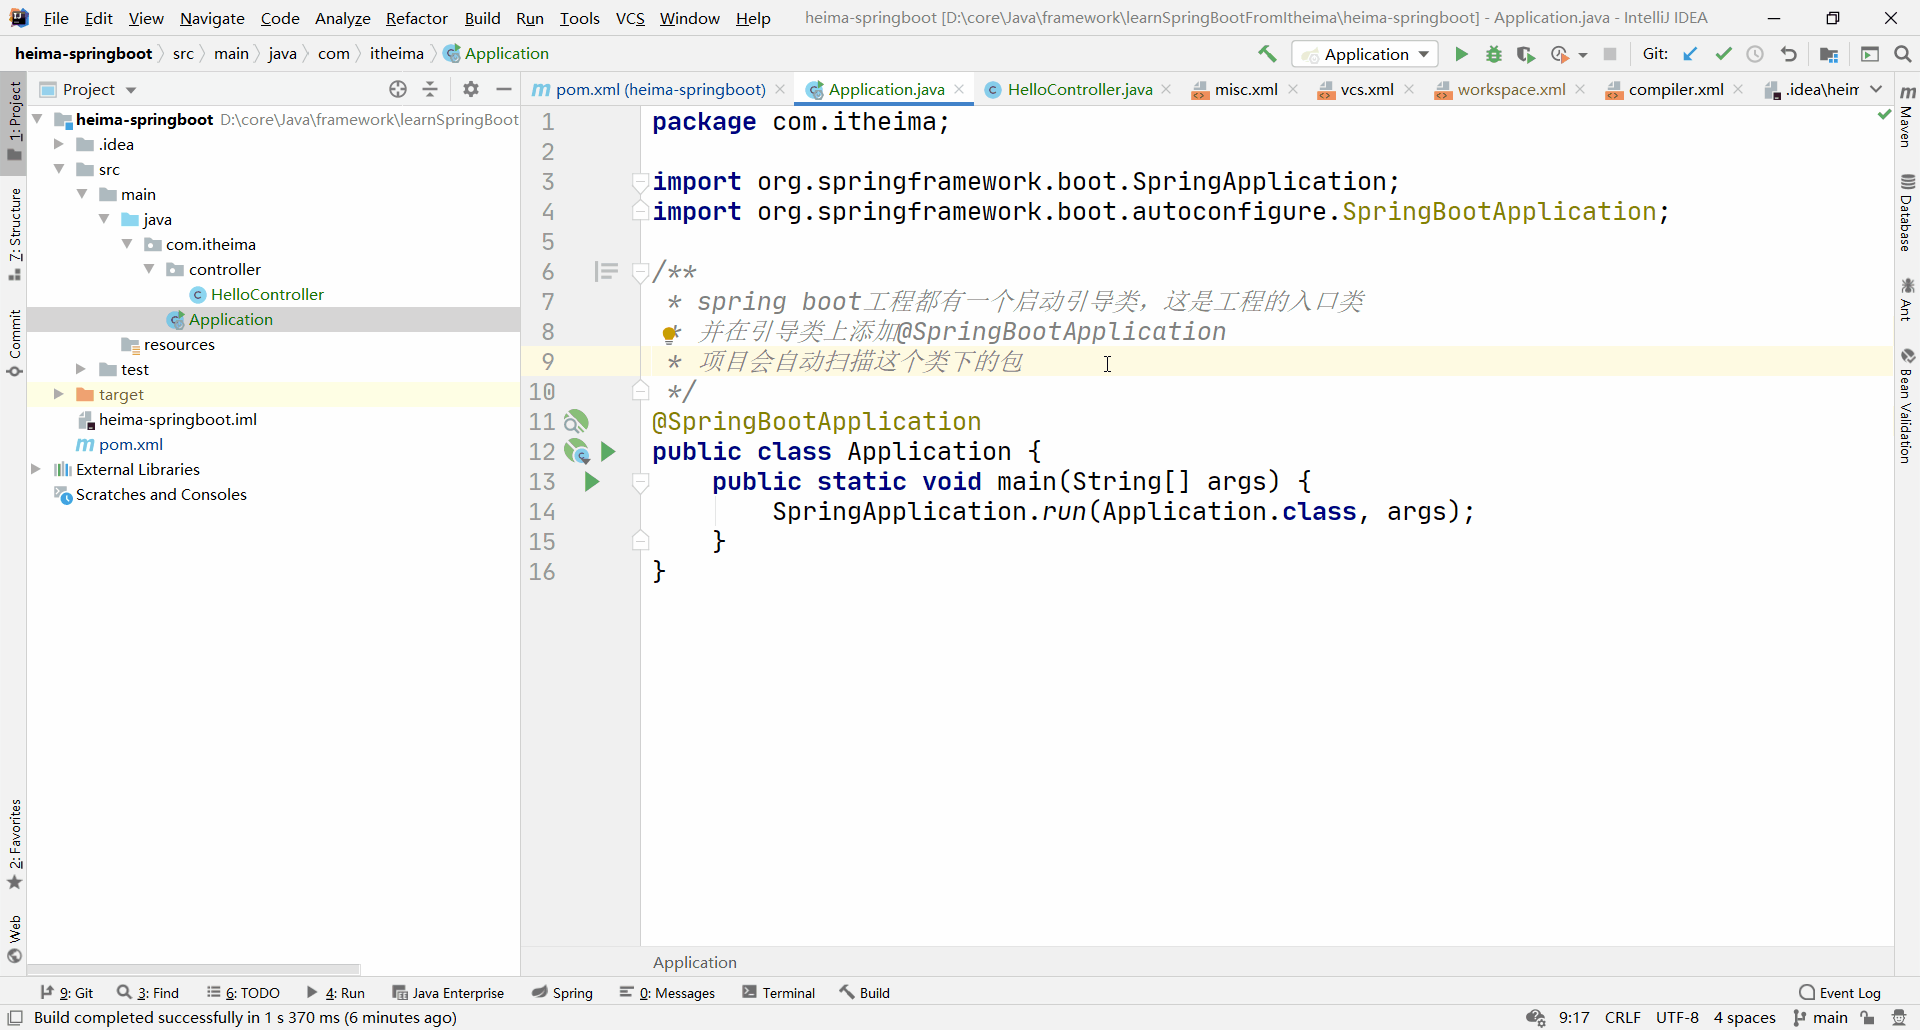 File Edit View Navigate Code Analyze Refactor Build Run Tools VCS Window Help heima-springboot [D:\core\Java\framework\learnSpringBootFromItheima\heima-springboot] - Application.java - IntelliJ IDEA
heima-springboot src main java com itheima Application Application Git:
Project
pom.xml (heima-springboot) Application.java HelloController.java misc.xml vcs.xml workspace.xml compiler.xml .idea\heim
heima-springboot D:\core\Java\framework\learnSpringBoot
.idea
src
main
java
com.itheima
controller
HelloController
Application
resources
test
target
heima-springboot.iml
pom.xml
External Libraries
Scratches and Consoles
1: Project
7: Structure
Commit
2: Favorites
Web
1 package com.itheima;
2
3 import org.springframework.boot.SpringApplication;
4 import org.springframework.boot.autoconfigure.SpringBootApplication;
5
6 /**
7 * spring boot工程都有一个启动引导类，这是工程的入口类
8 * 并在引导类上添加@SpringBootApplication
9 * 项目会自动扫描这个类下的包
10 */
11 @SpringBootApplication
12 public class Application {
13 public static void main(String[] args) {
14 SpringApplication.run(Application.class, args);
15 }
16 }
Maven
Database
Ant
Bean Validation
Application
9: Git 3: Find 6: TODO 4: Run Java Enterprise Spring 0: Messages Terminal Build Event Log
Build completed successfully in 1 s 370 ms (6 minutes ago) 9:17 CRLF UTF-8 4 spaces main